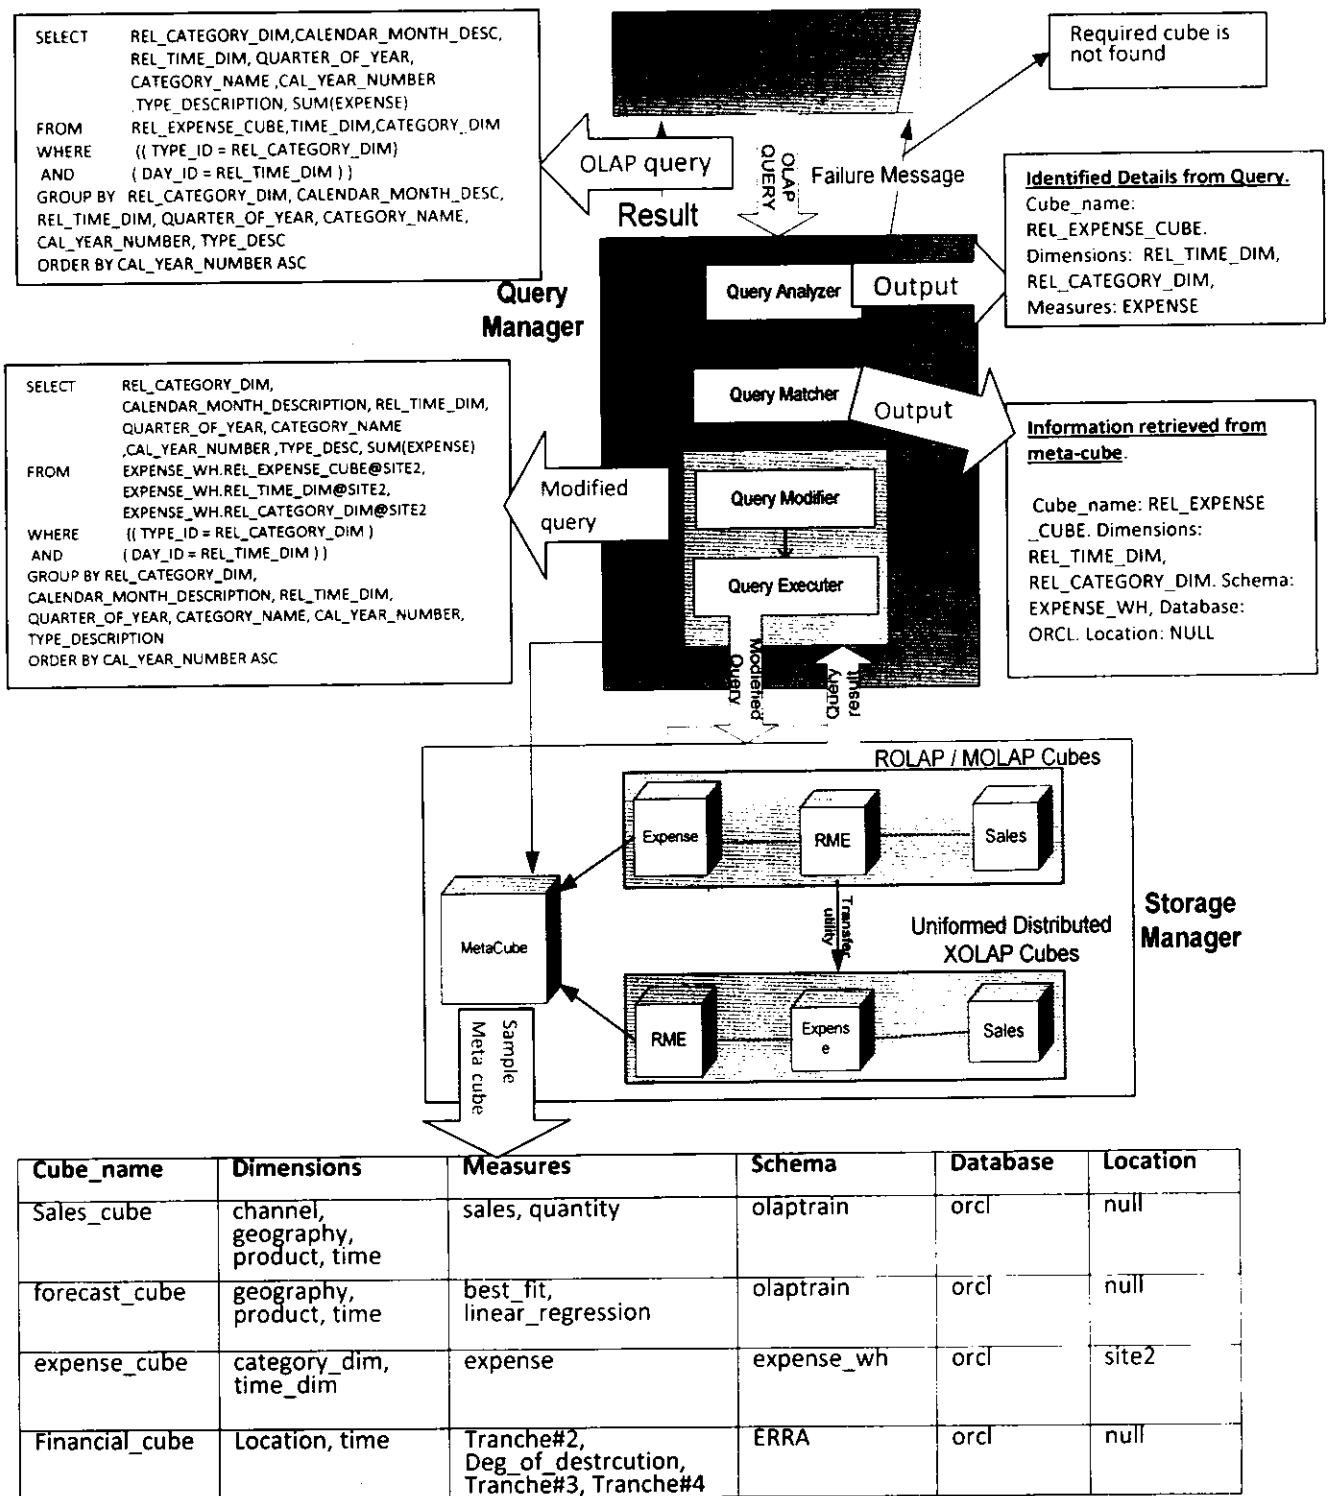 SELECT REL_CATEGORY_DIM,CALENDAR_MONTH_DESC,
REL_TIME_DIM, QUARTER_OF_YEAR,
CATEGORY_NAME ,CAL_YEAR_NUMBER
,TYPE_DESCRIPTION, SUM(EXPENSE)
FROM REL_EXPENSE_CUBE,TIME_DIM,CATEGORY_DIM
WHERE (( TYPE_ID = REL_CATEGORY_DIM)
AND ( DAY_ID = REL_TIME_DIM ) )
GROUP BY REL_CATEGORY_DIM, CALENDAR_MONTH_DESC,
REL_TIME_DIM, QUARTER_OF_YEAR, CATEGORY_NAME,
CAL_YEAR_NUMBER, TYPE_DESC
ORDER BY CAL_YEAR_NUMBER ASC
OLAP query
Result
OLAP
QUERY
Failure Message
Required cube is
not found
Identified Details from Query.
Cube_name:
REL_EXPENSE_CUBE.
Dimensions: REL_TIME_DIM,
REL_CATEGORY_DIM,
Measures: EXPENSE
Query
Manager
Query Analyzer
Output
Query Matcher
Output
Query Modifier
Query Executer
SELECT REL_CATEGORY_DIM,
CALENDAR_MONTH_DESCRIPTION, REL_TIME_DIM,
QUARTER_OF_YEAR, CATEGORY_NAME
,CAL_YEAR_NUMBER ,TYPE_DESC, SUM(EXPENSE)
FROM EXPENSE_WH.REL_EXPENSE_CUBE@SITE2,
EXPENSE_WH.REL_TIME_DIM@SITE2,
EXPENSE_WH.REL_CATEGORY_DIM@SITE2
WHERE (( TYPE_ID = REL_CATEGORY_DIM )
AND ( DAY_ID = REL_TIME_DIM ) )
GROUP BY REL_CATEGORY_DIM,
CALENDAR_MONTH_DESCRIPTION, REL_TIME_DIM,
QUARTER_OF_YEAR, CATEGORY_NAME, CAL_YEAR_NUMBER,
TYPE_DESCRIPTION
ORDER BY CAL_YEAR_NUMBER ASC
Modified
query
Information retrieved from
meta-cube.
Cube_name: REL_EXPENSE
_CUBE. Dimensions:
REL_TIME_DIM,
REL_CATEGORY_DIM. Schema:
EXPENSE_WH, Database:
ORCL. Location: NULL
Modiefied
Query
Query
result
ROLAP / MOLAP Cubes
Expense
RME
Sales
Transfer
utility
Uniformed Distributed
XOLAP Cubes
Storage
Manager
MetaCube
RME
Expens
e
Sales
Sample
Meta cube
Cube_name Dimensions Measures Schema Database Location
Sales_cube channel, geography, product, time sales, quantity olaptrain orcl null
forecast_cube geography, product, time best_fit, linear_regression olaptrain orcl null
expense_cube category_dim, time_dim expense expense_wh orcl site2
Financial_cube Location, time Tranche#2, Deg_of_destrcution, Tranche#3, Tranche#4 ERRA orcl null